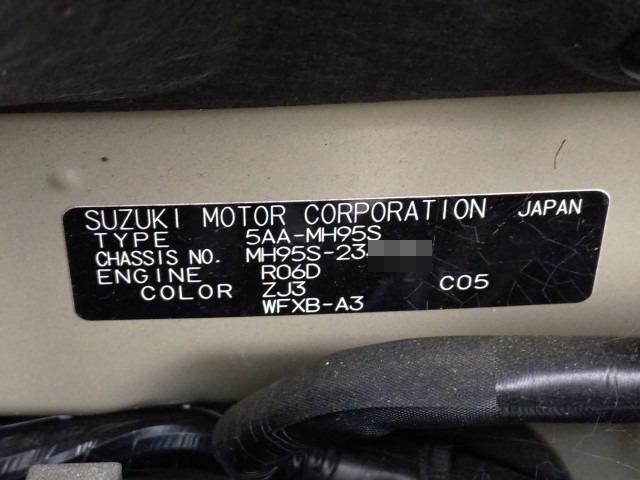 SUZUKI MOTOR CORPORATION JAPAN
TYPE 5AA-MH95S
CHASSIS NO. MH95S-23
ENGINE R06D
COLOR ZJ3 C05
WFXB-A3